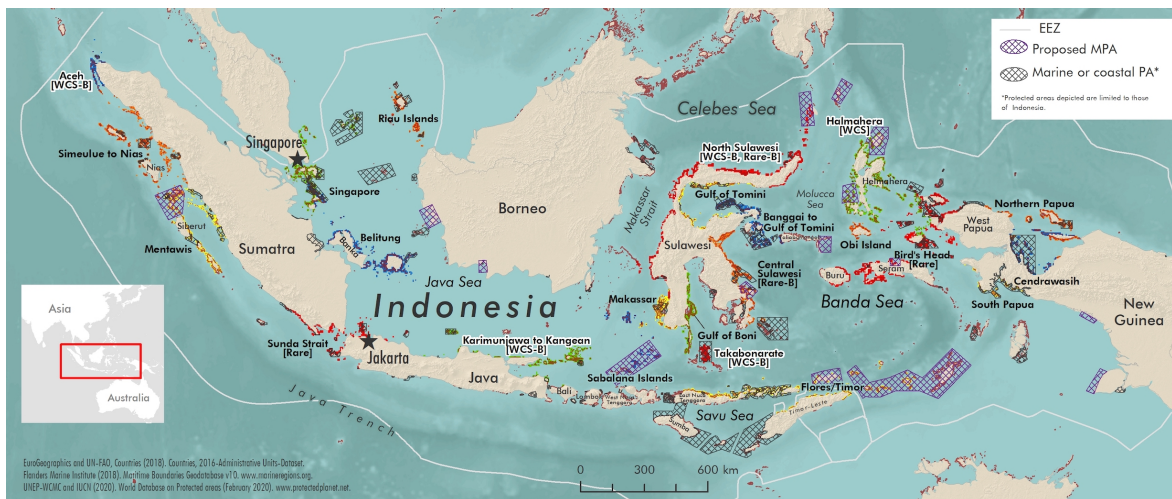 EEZ
Proposed MPA
Marine or coastal PA*
*Protected areas depicted are limited to those
of Indonesia.
Aceh
[WCS-B]
Simeulue to Nias
Nias
Siberut
Mentawis
Sumatra
Singapore
Singapore
Riau Islands
Bangka
Belitung
Borneo
Java Sea
Indonesia
Sunda Strait
[Rare]
Jakarta
Karimunjawa to Kangean
[WCS-B]
Java
Bali
Lombok
West Nusa
Tenggara
East Nusa
Tenggara
Java Trench
Celebes Sea
Makassar
Strait
North Sulawesi
[WCS-B, Rare-B]
Gulf of Tomini
Banggai to
Gulf of Tomini
Sulawesi
Central
Sulawesi
[Rare-B]
Makassar
Gulf of Boni
Takabonarate
[WCS-B]
Sabalana Islands
Halmahera
[WCS]
Halmahera
Molucca
Sea
Obi Island
Bird's Head
[Rare]
Buru
Seram
Banda Sea
West
Papua
Northern Papua
Cendrawasih
South Papua
New
Guinea
Flores/Timor
Timor-Leste
Savu Sea
Sumba
Asia
Australia
0 300 600 km
EuroGeographics and UN-FAO, Countries (2018). Countries, 2016-Administrative Units-Dataset.
Flanders Marine Institute (2018). Maritime Boundaries Geodatabase v10. www.marineregions.org.
UNEP-WCMC and IUCN (2020). World Database on Protected areas (February 2020). www.protectedplanet.net.